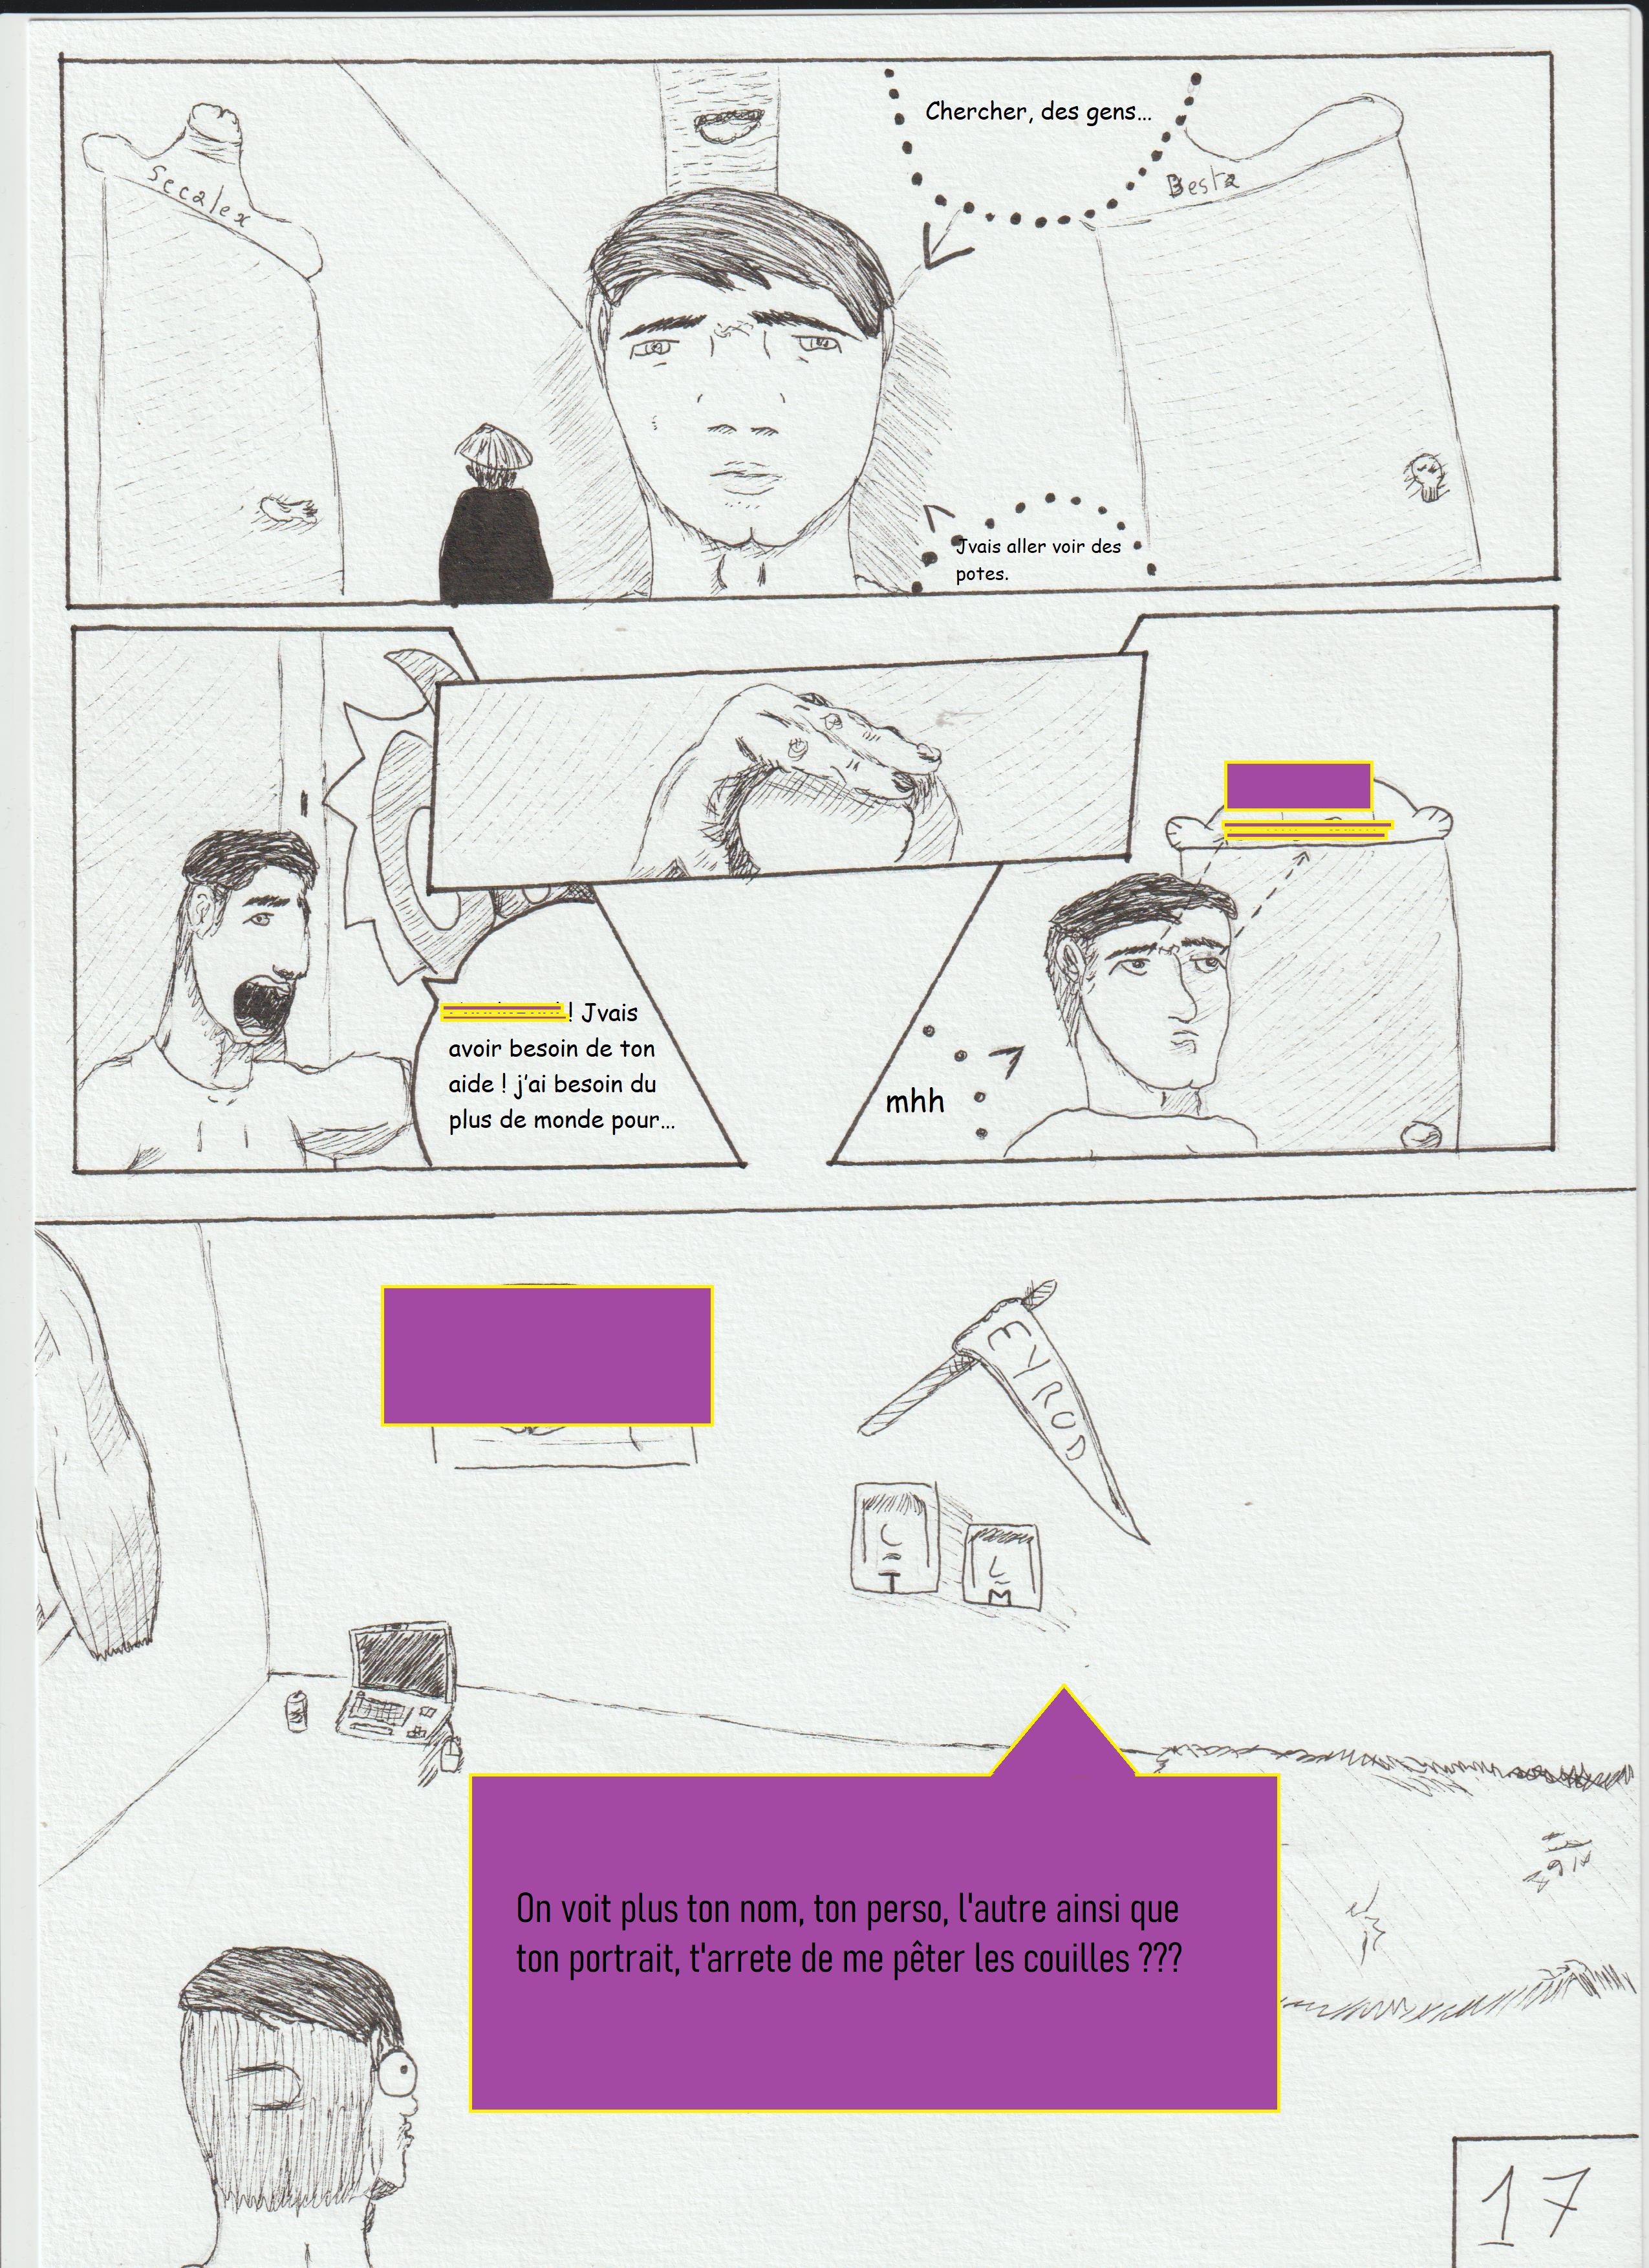 Chercher, des gens...
Secalex
Besta
Jvais aller voir des
potes.
! Jvais
avoir besoin de ton
aide ! j'ai besoin du
plus de monde pour...
mhh
EYROD
T
M
On voit plus ton nom, ton perso, l'autre ainsi que
ton portrait, t'arrete de me pêter les couilles ???
17